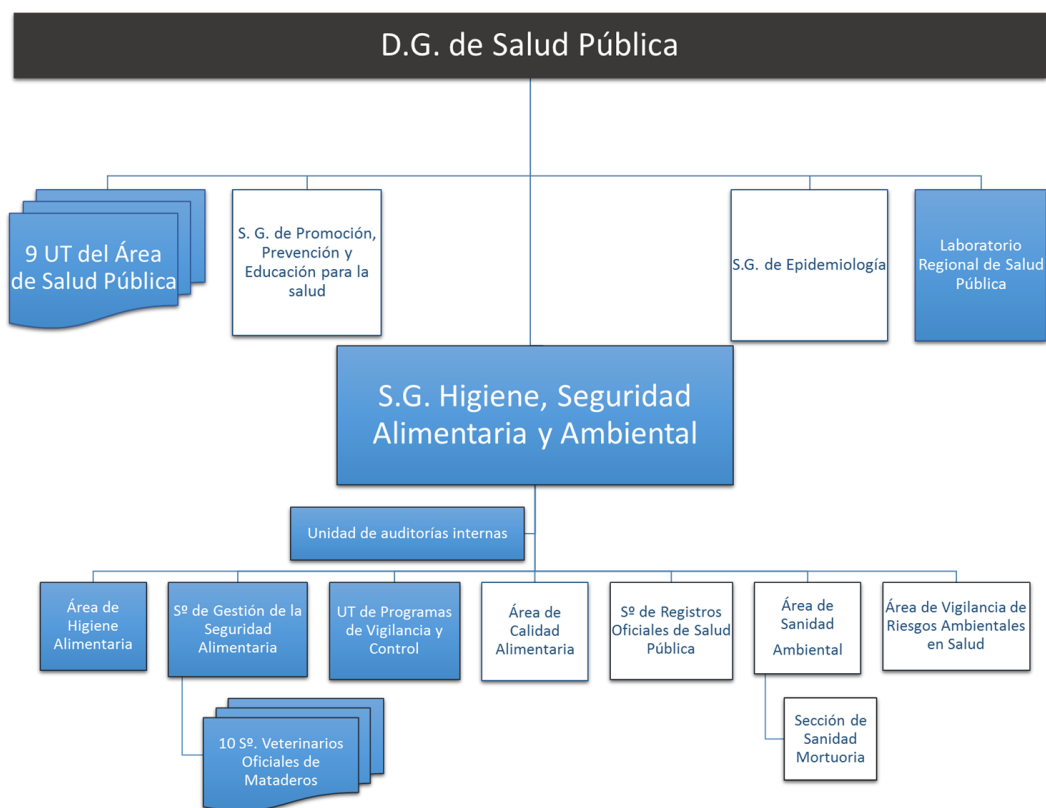 D.G. de Salud Pública
9 UT del Área
de Salud Pública
S. G. de Promoción,
Prevención y
Educación para la
salud
S.G. de Epidemiología
Laboratorio
Regional de Salud
Pública
S.G. Higiene, Seguridad
Alimentaria y Ambiental
Unidad de auditorías internas
Área de
Higiene
Alimentaria
Sº de Gestión de la
Seguridad
Alimentaria
UT de Programas
de Vigilancia y
Control
Área de
Calidad
Alimentaria
Sº de Registros
Oficiales de Salud
Pública
Área de
Sanidad
Ambiental
Área de Vigilancia de
Riesgos Ambientales
en Salud
10 Sº. Veterinarios
Oficiales de
Mataderos
Sección de
Sanidad
Mortuoria